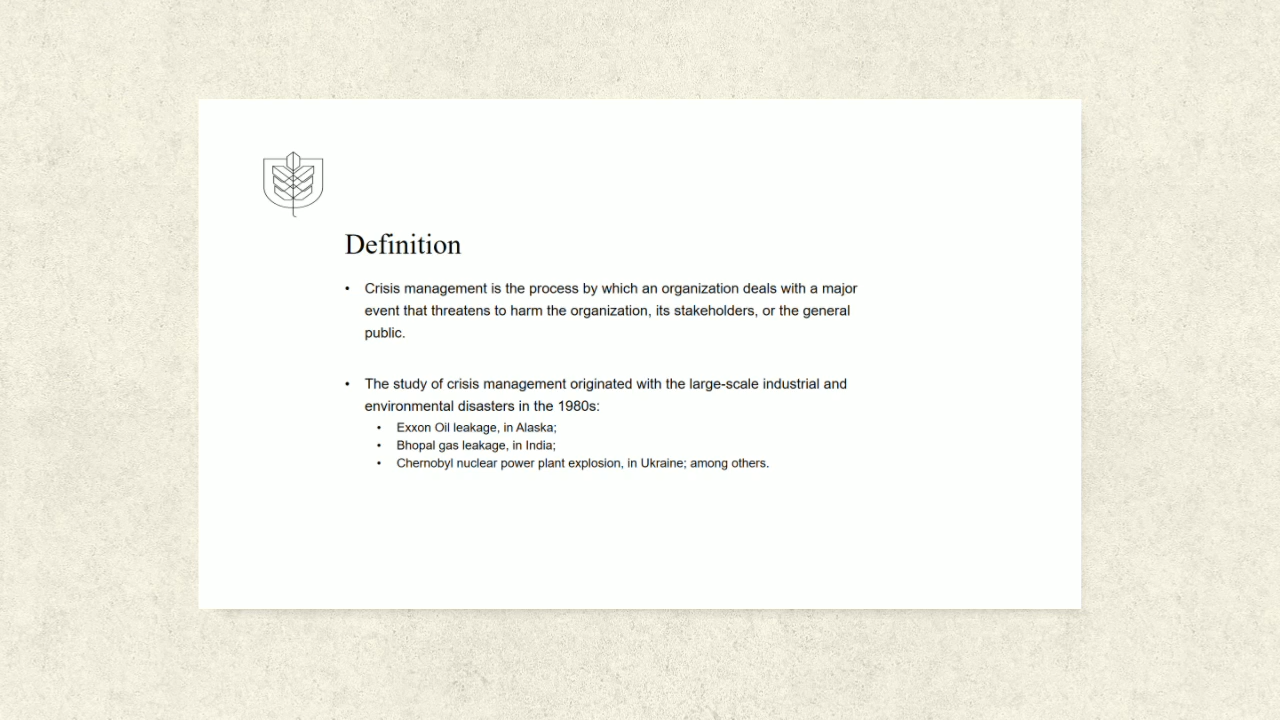 Definition
• Crisis management is the process by which an organization deals with a major
event that threatens to harm the organization, its stakeholders, or the general
public.
• The study of crisis management originated with the large-scale industrial and
environmental disasters in the 1980s:
• Exxon Oil leakage, in Alaska;
• Bhopal gas leakage, in India;
• Chernobyl nuclear power plant explosion, in Ukraine; among others.